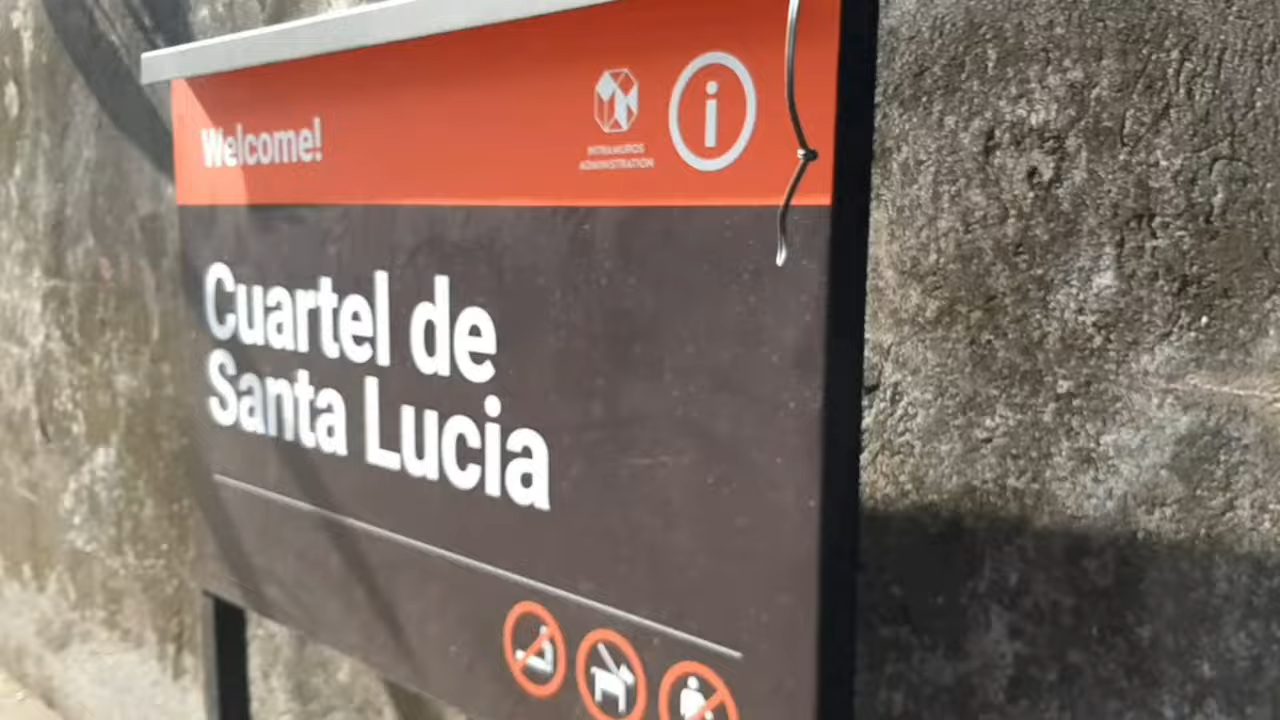 Welcome!
INTRAMUROS
ADMINISTRATION
i
Cuartel de
Santa Lucia